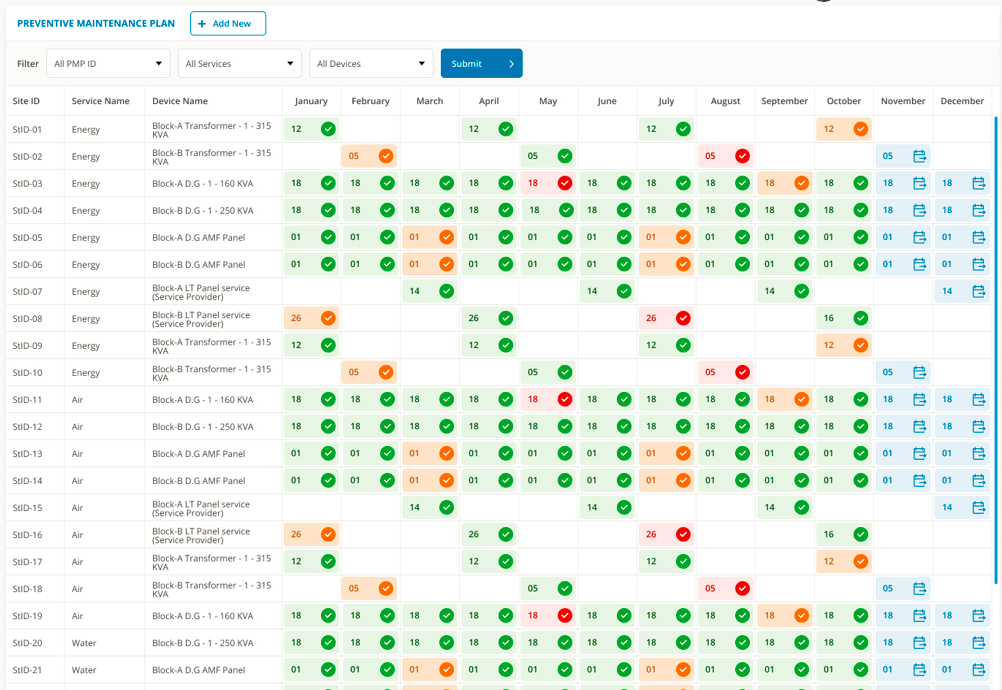 PREVENTIVE MAINTENANCE PLAN + Add New
Filter All PMP ID All Services All Devices Submit
Site ID Service Name Device Name January February March April May June July August September October November December
StID-01 Energy Block-A Transformer - 1 - 315 KVA 12 12 12 12
StID-02 Energy Block-B Transformer - 1 - 315 KVA 05 05 05 05
StID-03 Energy Block-A D.G - 1 - 160 KVA 18 18 18 18 18 18 18 18 18 18 18 18
StID-04 Energy Block-B D.G - 1 - 250 KVA 18 18 18 18 18 18 18 18 18 18 18 18
StID-05 Energy Block-A D.G AMF Panel 01 01 01 01 01 01 01 01 01 01 01 01
StID-06 Energy Block-B D.G AMF Panel 01 01 01 01 01 01 01 01 01 01 01 01
StID-07 Energy Block-A LT Panel service (Service Provider) 14 14 14 14
StID-08 Energy Block-B LT Panel service (Service Provider) 26 26 26 16
StID-09 Energy Block-A Transformer - 1 - 315 KVA 12 12 12 12
StID-10 Energy Block-B Transformer - 1 - 315 KVA 05 05 05 05
StID-11 Air Block-A D.G - 1 - 160 KVA 18 18 18 18 18 18 18 18 18 18 18 18
StID-12 Air Block-B D.G - 1 - 250 KVA 18 18 18 18 18 18 18 18 18 18 18 18
StID-13 Air Block-A D.G AMF Panel 01 01 01 01 01 01 01 01 01 01 01 01
StID-14 Air Block-B D.G AMF Panel 01 01 01 01 01 01 01 01 01 01 01 01
StID-15 Air Block-A LT Panel service (Service Provider) 14 14 14 14
StID-16 Air Block-B LT Panel service (Service Provider) 26 26 26 16
StID-17 Air Block-A Transformer - 1 - 315 KVA 12 12 12 12
StID-18 Air Block-B Transformer - 1 - 315 KVA 05 05 05 05
StID-19 Air Block-A D.G - 1 - 160 KVA 18 18 18 18 18 18 18 18 18 18 18 18
StID-20 Water Block-B D.G - 1 - 250 KVA 18 18 18 18 18 18 18 18 18 18 18 18
StID-21 Water Block-A D.G AMF Panel 01 01 01 01 01 01 01 01 01 01 01 01